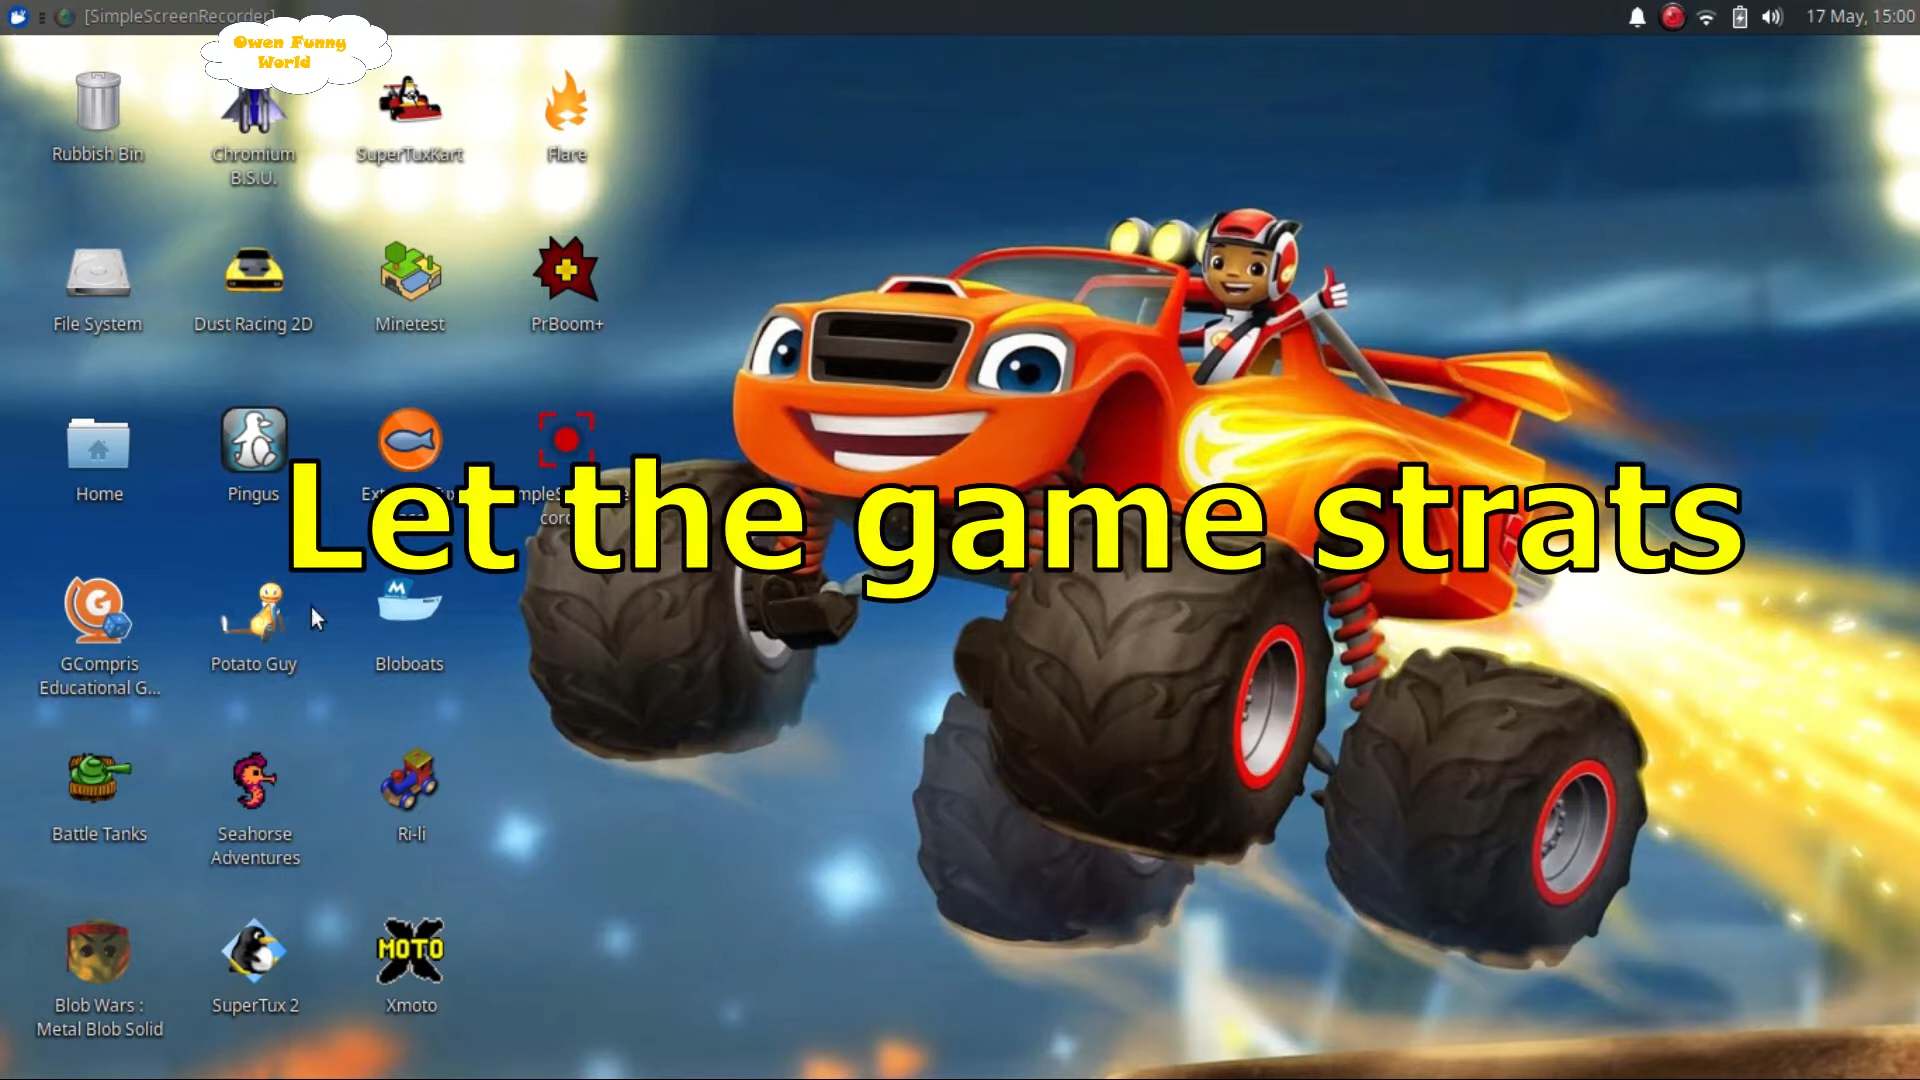 [SimpleScreenRecorder]
17 May, 15:00
Owen Funny
World
Rubbish Bin
Chromium
B.S.U.
SuperTuxKart
Flare
File System
Dust Racing 2D
Minetest
PrBoom+
Home
Pingus
Let the game strats
GCompris
Educational G...
Potato Guy
M
Bloboats
Battle Tanks
Seahorse
Adventures
Ri-li
Blob Wars :
Metal Blob Solid
SuperTux 2
MOTO
Xmoto